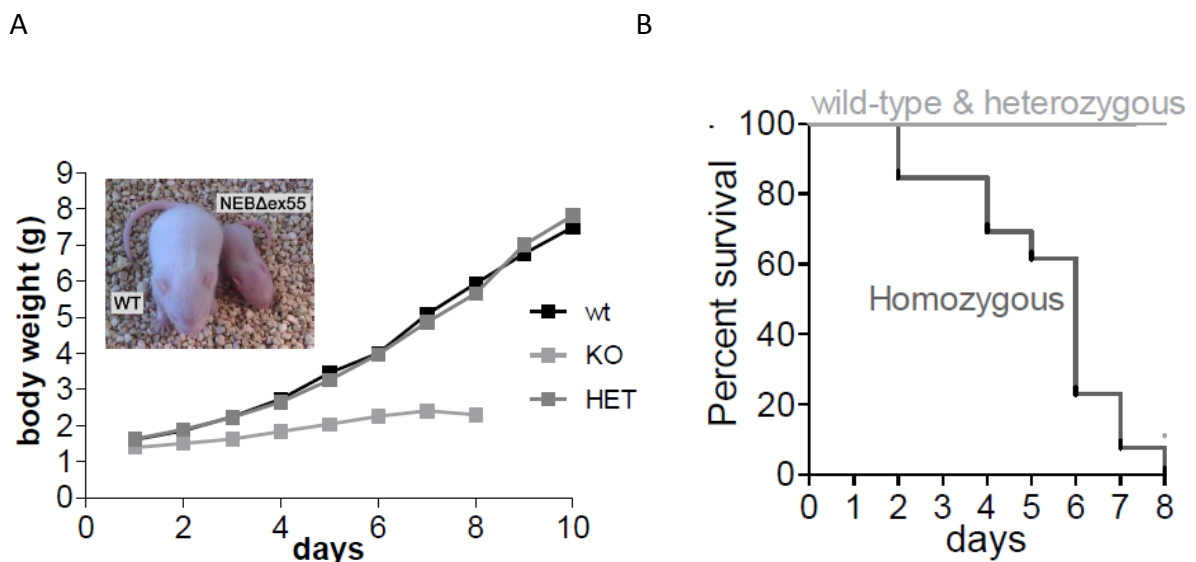 A
B
9
8
7
6
5
4
3
2
1
0
body weight (g)
NEBΔex55
WT
wt
KO
HET
0 2 4 6 8 10
days
wild-type & heterozygous
100
80
60
40
20
0
Percent survival
Homozygous
0 1 2 3 4 5 6 7 8
days